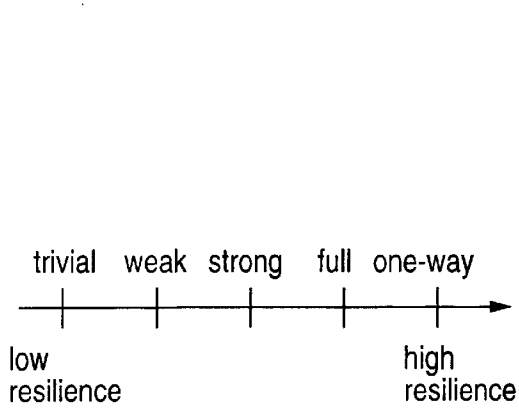 trivial weak strong full one-way
low high
resilience resilience